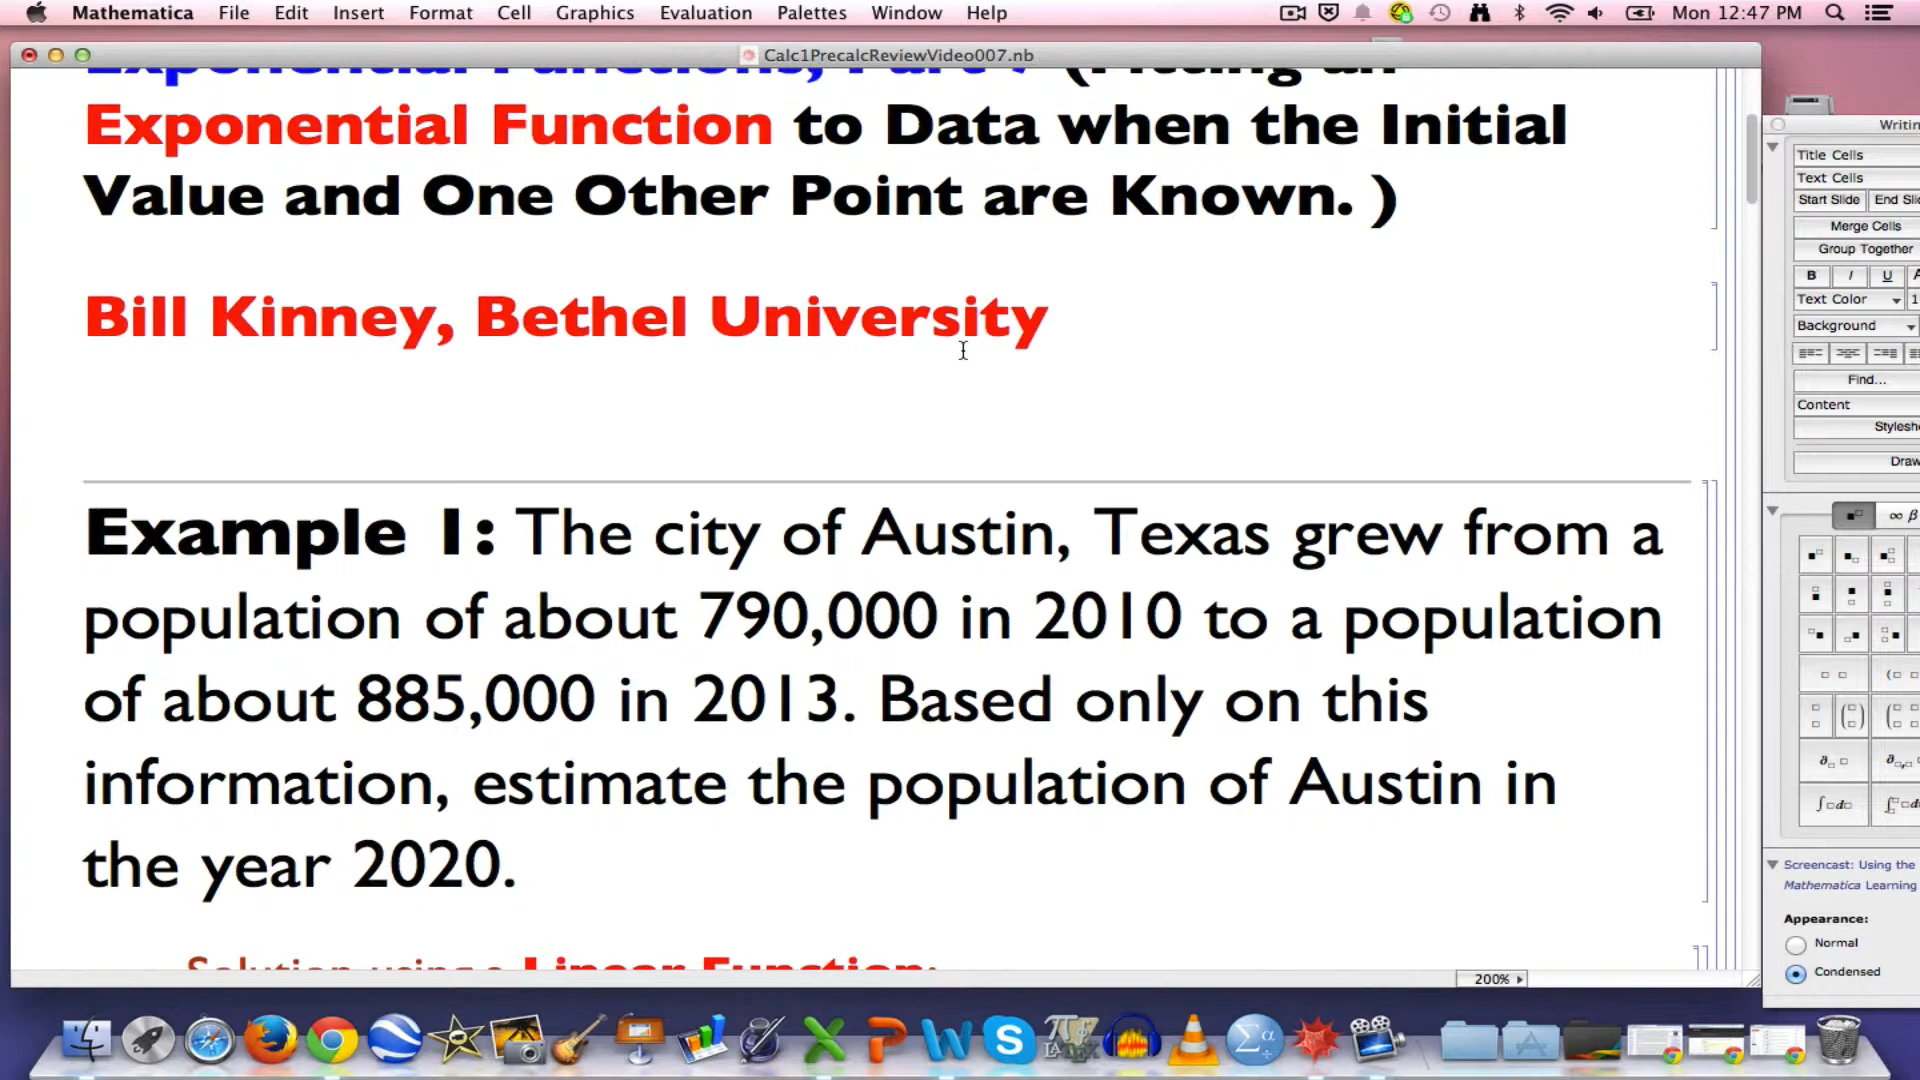 Mathematica File Edit Insert Format Cell Graphics Evaluation Palettes Window Help Mon 12:47 PM
Calc1PrecalcReviewVideo007.nb
Exponential Function to Data when the Initial
Value and One Other Point are Known. )
Bill Kinney, Bethel University
Example 1: The city of Austin, Texas grew from a
population of about 790,000 in 2010 to a population
of about 885,000 in 2013. Based only on this
information, estimate the population of Austin in
the year 2020.
Solution using a Linear Function:
200%
Title Cells
Text Cells
Start Slide
Merge Cells
Group Together
B I U
Text Color
Background
Find...
Content
∞ β
Screencast: Using the
Mathematica Learning
Appearance:
Normal
Condensed